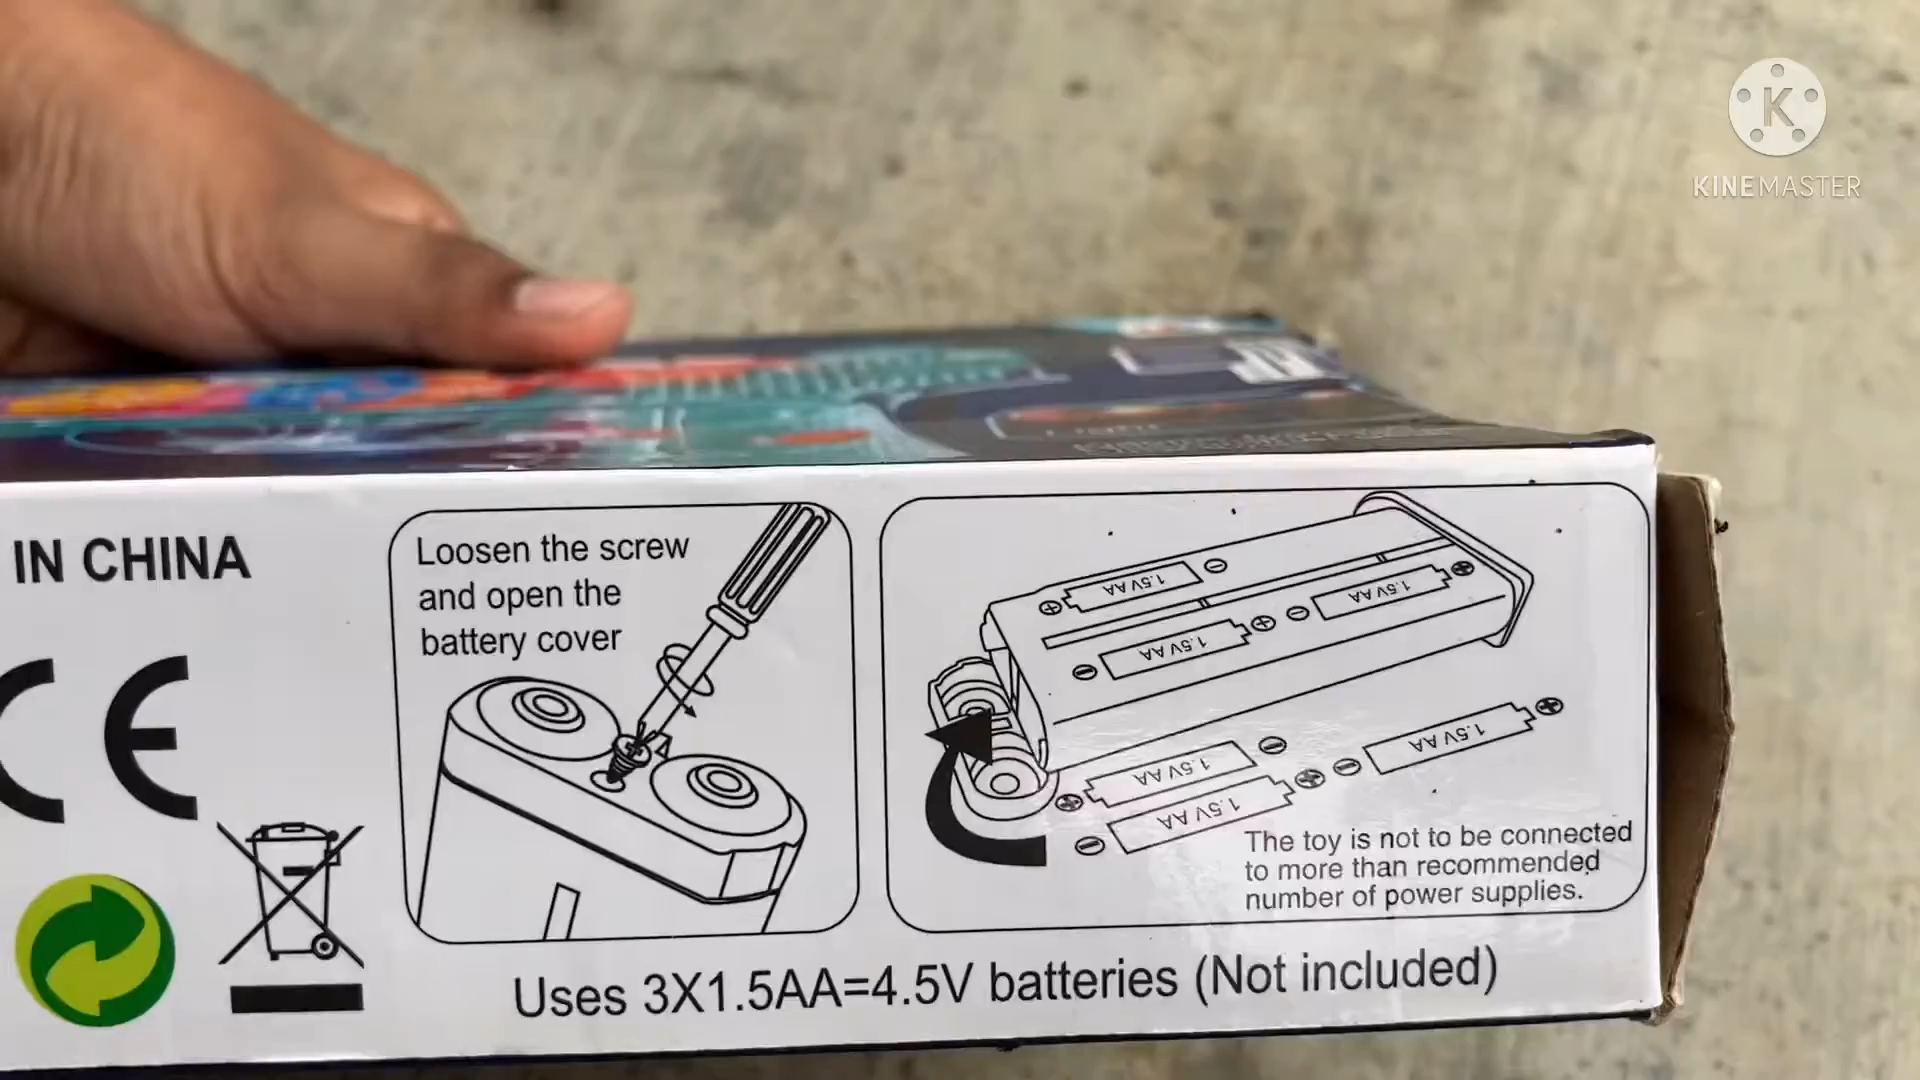 K
KINEMASTER
IN CHINA
CE
Loosen the screw
and open the
battery cover
⊕ 1.5V AA ⊖
⊖ 1.5V AA ⊕ ⊖ 1.5V AA ⊕
⊕ 1.5V AA ⊖
⊖ 1.5V AA ⊕ ⊖ 1.5V AA ⊕
The toy is not to be connected
to more than recommended
number of power supplies.
Uses 3X1.5AA=4.5V batteries (Not included)